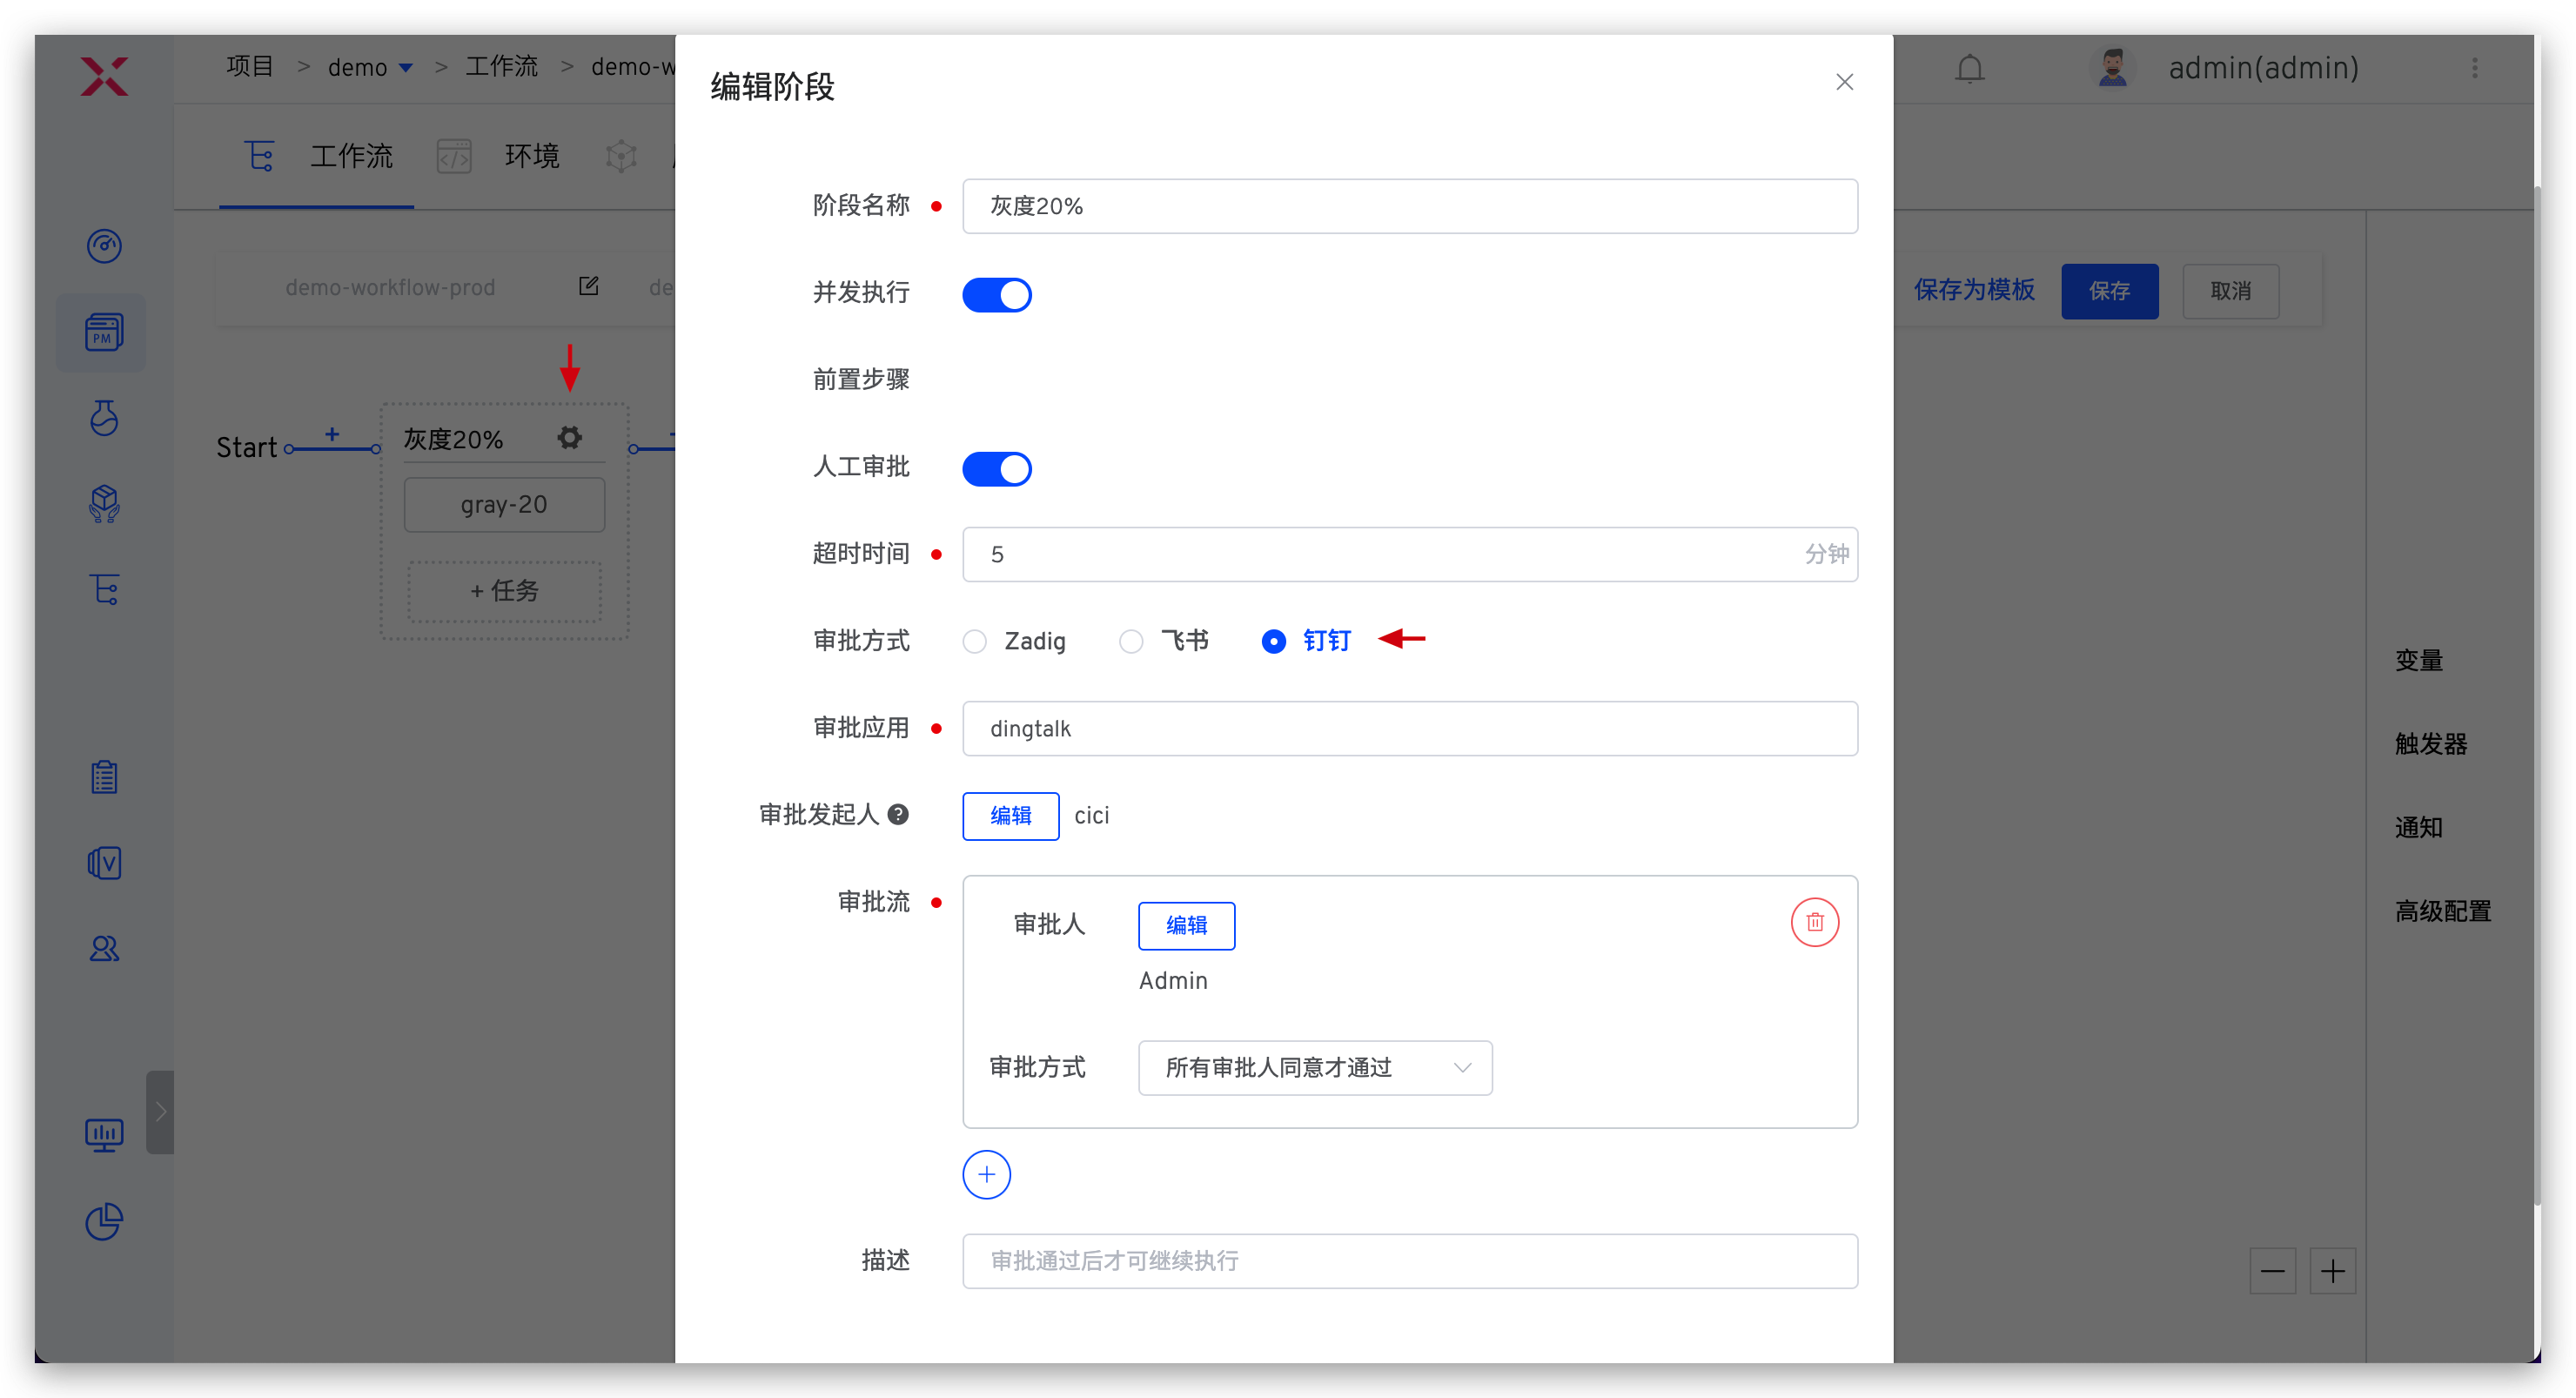 项目 > demo > 工作流 > demo-w
admin(admin)
工作流 环境
demo-workflow-prod de
保存为模板 保存 取消
PM
Start + 灰度20%
gray-20
+ 任务
编辑阶段
阶段名称 灰度20%
并发执行
前置步骤
人工审批
超时时间 5 分钟
审批方式 Zadig 飞书 钉钉
审批应用 dingtalk
审批发起人 ? 编辑 cici
审批流
审批人 编辑
Admin
审批方式 所有审批人同意才通过
+
描述 审批通过后才可继续执行
变量
触发器
通知
高级配置